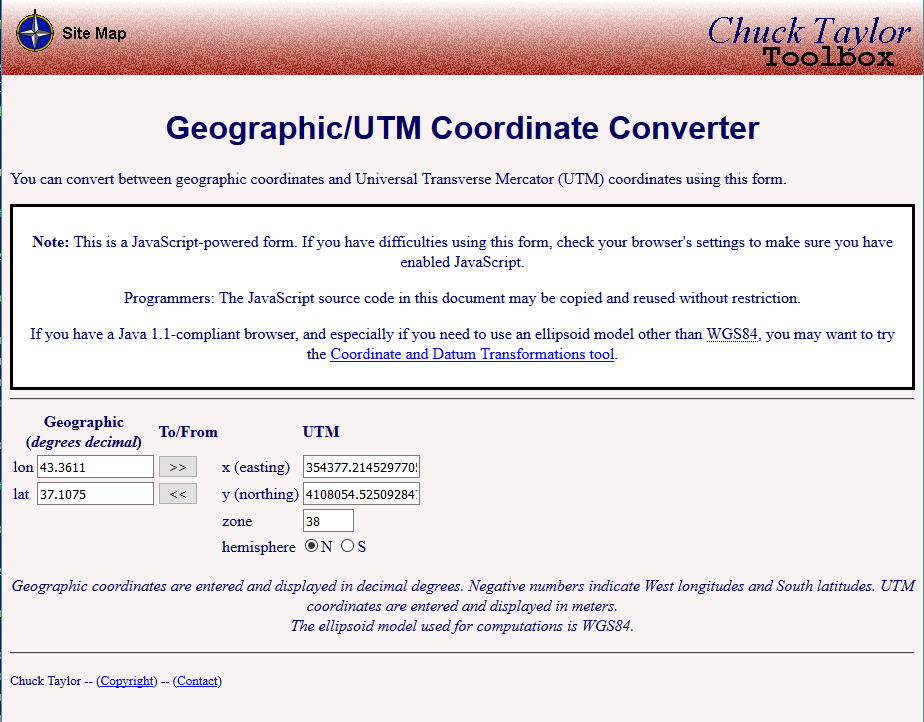 Site Map
Chuck Taylor
Toolbox
Geographic/UTM Coordinate Converter
You can convert between geographic coordinates and Universal Transverse Mercator (UTM) coordinates using this form.
Note: This is a JavaScript-powered form. If you have difficulties using this form, check your browser's settings to make sure you have
enabled JavaScript.
Programmers: The JavaScript source code in this document may be copied and reused without restriction.
If you have a Java 1.1-compliant browser, and especially if you need to use an ellipsoid model other than WGS84, you may want to try
the Coordinate and Datum Transformations tool.
Geographic
(degrees decimal) To/From UTM
lon 43.3611 >> x (easting) 354377.214529770
lat 37.1075 << y (northing) 4108054.52509284
zone 38
hemisphere N S
Geographic coordinates are entered and displayed in decimal degrees. Negative numbers indicate West longitudes and South latitudes. UTM
coordinates are entered and displayed in meters.
The ellipsoid model used for computations is WGS84.
Chuck Taylor -- (Copyright) -- (Contact)